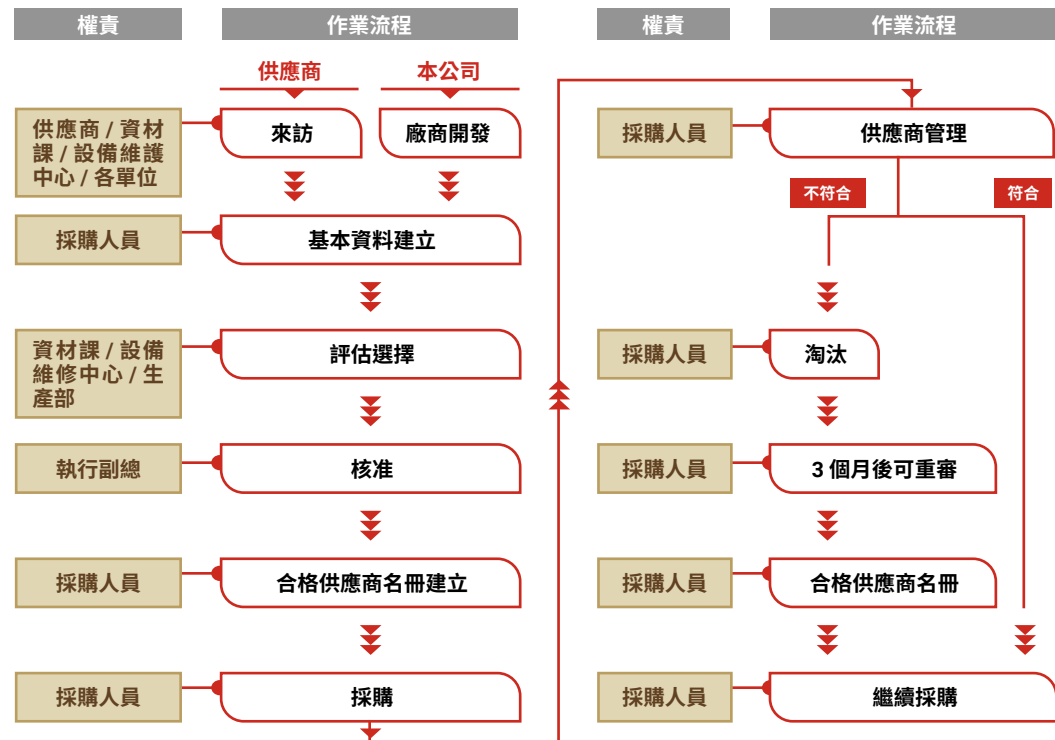 權責
作業流程
供應商
本公司
供應商 / 資材
課 / 設備維護
中心 / 各單位
來訪
廠商開發
採購人員
基本資料建立
資材課 / 設備
維修中心 / 生
產部
評估選擇
執行副總
核准
採購人員
合格供應商名冊建立
採購人員
採購
權責
作業流程
採購人員
供應商管理
不符合
符合
採購人員
淘汰
採購人員
3 個月後可重審
採購人員
合格供應商名冊
採購人員
繼續採購